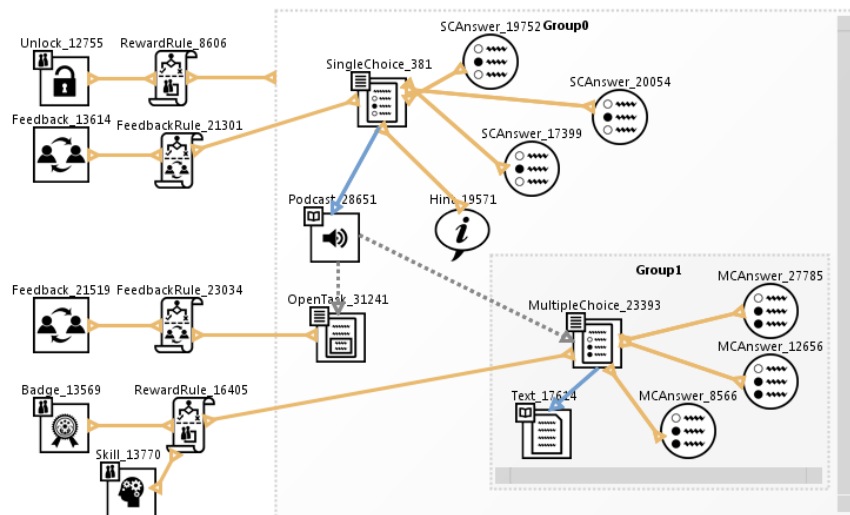 SCAnswer_19752 Group0
Unlock_12755 RewardRule_8606
SingleChoice_381
SCAnswer_20054
Feedback_13614 FeedbackRule_21301
SCAnswer_17399
Podcast_28651 Hint_19571
Group1
MCAnswer_27785
Feedback_21519 FeedbackRule_23034 OpenTask_31241 MultipleChoice_23393
MCAnswer_12656
Badge_13569 RewardRule_16405 Text_17614 MCAnswer_8566
Skill_13770